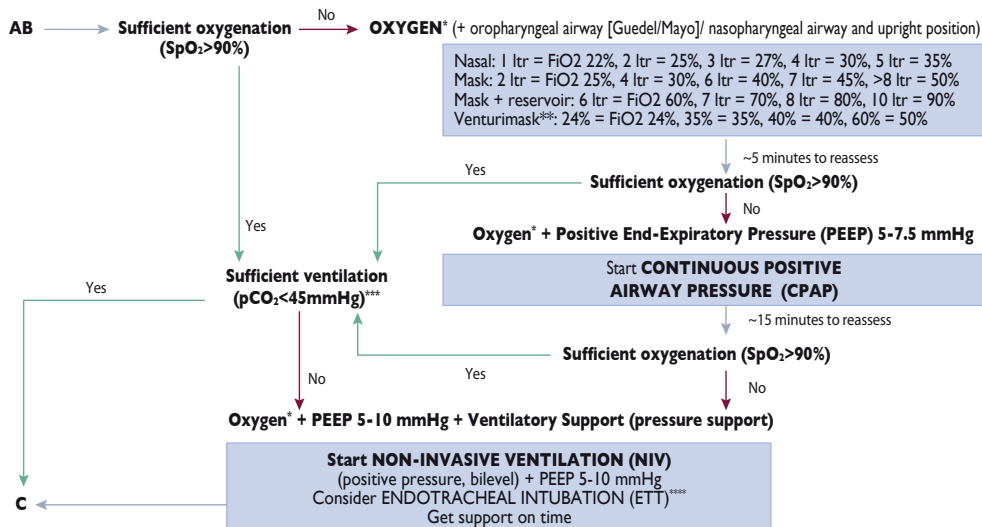 AB
Sufficient oxygenation
(SpO₂>90%)
No
OXYGEN* (+ oropharyngeal airway [Guedel/Mayo]/ nasopharyngeal airway and upright position)
Nasal: 1 ltr = FiO2 22%, 2 ltr = 25%, 3 ltr = 27%, 4 ltr = 30%, 5 ltr = 35%
Mask: 2 ltr = FiO2 25%, 4 ltr = 30%, 6 ltr = 40%, 7 ltr = 45%, >8 ltr = 50%
Mask + reservoir: 6 ltr = FiO2 60%, 7 ltr = 70%, 8 ltr = 80%, 10 ltr = 90%
Venturimask**: 24% = FiO2 24%, 35% = 35%, 40% = 40%, 60% = 50%
~5 minutes to reassess
Yes
Sufficient oxygenation (SpO₂>90%)
No
Yes
Oxygen* + Positive End-Expiratory Pressure (PEEP) 5-7.5 mmHg
Sufficient ventilation
(pCO₂<45mmHg)***
Yes
Start CONTINUOUS POSITIVE
AIRWAY PRESSURE (CPAP)
~15 minutes to reassess
Sufficient oxygenation (SpO₂>90%)
Yes
No
No
Oxygen* + PEEP 5-10 mmHg + Ventilatory Support (pressure support)
Start NON-INVASIVE VENTILATION (NIV)
(positive pressure, bilevel) + PEEP 5-10 mmHg
Consider ENDOTRACHEAL INTUBATION (ETT)****
Get support on time
C